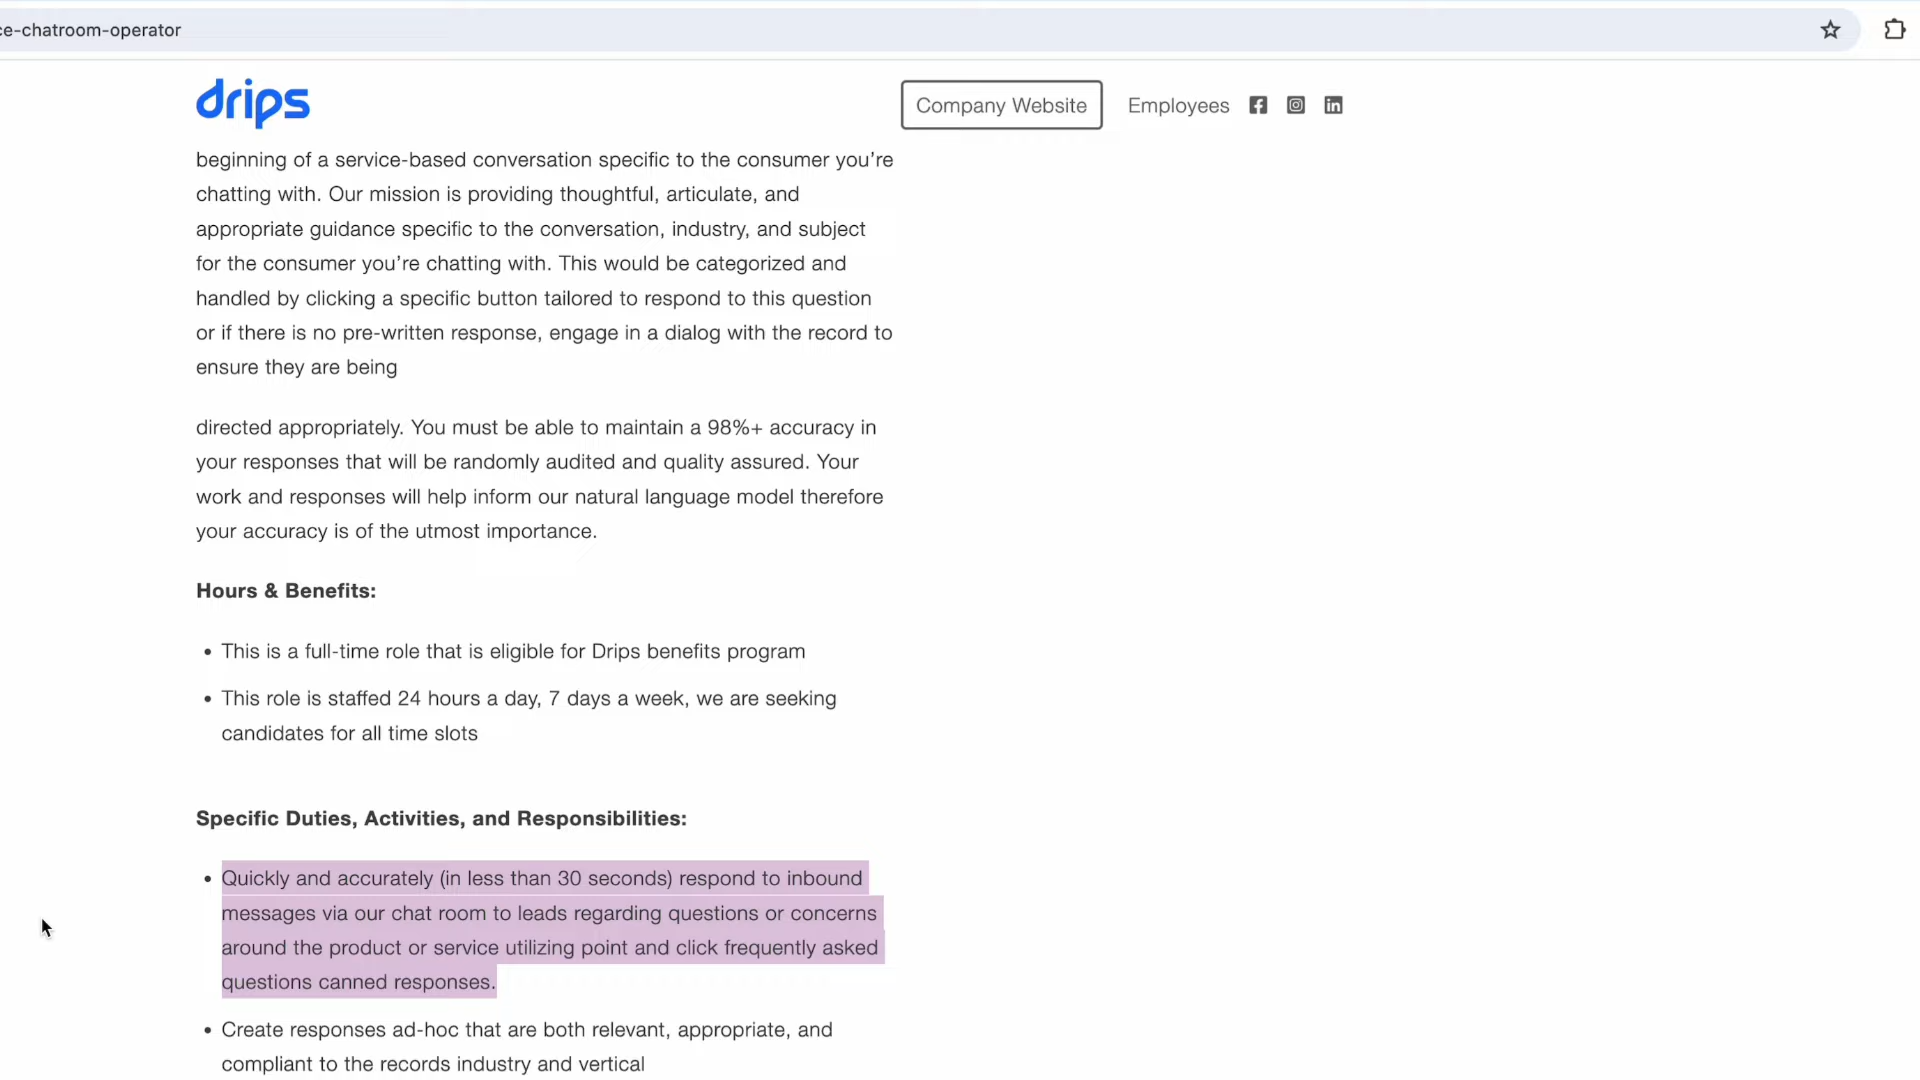 ce-chatroom-operator
drips
Company Website
Employees
beginning of a service-based conversation specific to the consumer you’re
chatting with. Our mission is providing thoughtful, articulate, and
appropriate guidance specific to the conversation, industry, and subject
for the consumer you’re chatting with. This would be categorized and
handled by clicking a specific button tailored to respond to this question
or if there is no pre-written response, engage in a dialog with the record to
ensure they are being
directed appropriately. You must be able to maintain a 98%+ accuracy in
your responses that will be randomly audited and quality assured. Your
work and responses will help inform our natural language model therefore
your accuracy is of the utmost importance.
Hours & Benefits:
• This is a full-time role that is eligible for Drips benefits program
• This role is staffed 24 hours a day, 7 days a week, we are seeking
candidates for all time slots
Specific Duties, Activities, and Responsibilities:
• Quickly and accurately (in less than 30 seconds) respond to inbound
messages via our chat room to leads regarding questions or concerns
around the product or service utilizing point and click frequently asked
questions canned responses.
• Create responses ad-hoc that are both relevant, appropriate, and
compliant to the records industry and vertical